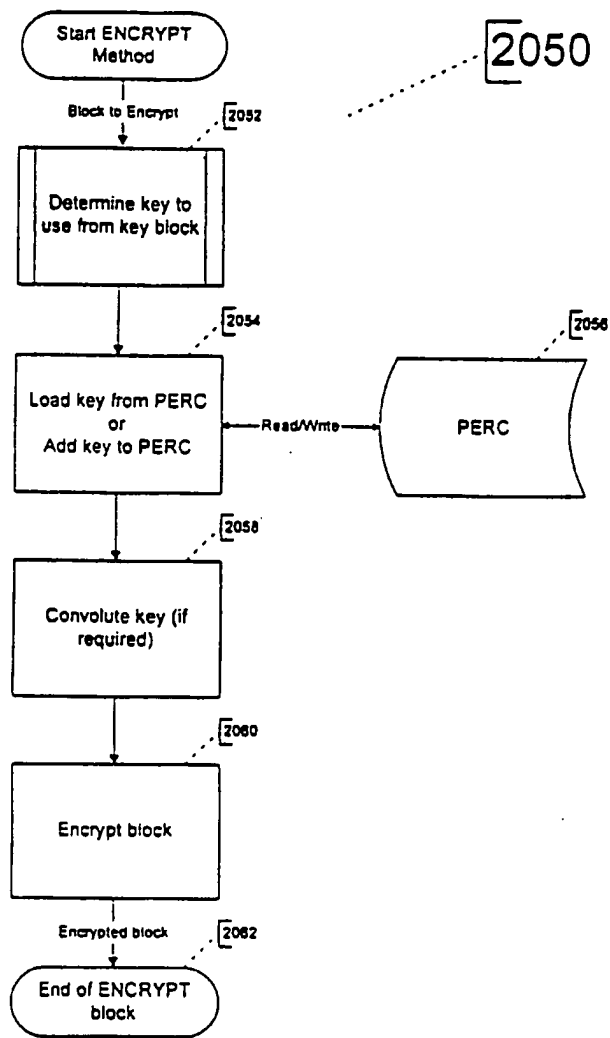 Start ENCRYPT
Method
2050
Block to Encrypt
2052
Determine key to
use from key block
2054
Load key from PERC
or
Add key to PERC
Read/Write
2056
PERC
2058
Convolute key (if
required)
2060
Encrypt block
Encrypted block
2062
End of ENCRYPT
block